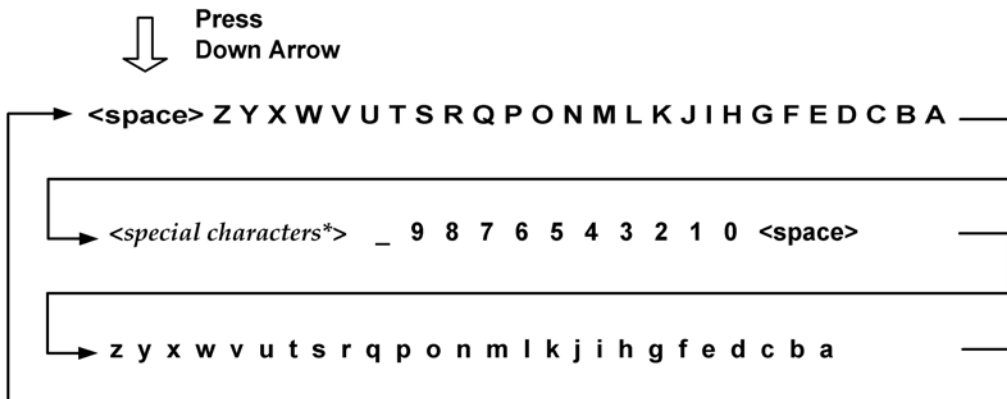 Press
Down Arrow
<space> Z Y X W V U T S R Q P O N M L K J I H G F E D C B A
<special characters*> _ 9 8 7 6 5 4 3 2 1 0 <space>
z y x w v u t s r q p o n m l k j i h g f e d c b a